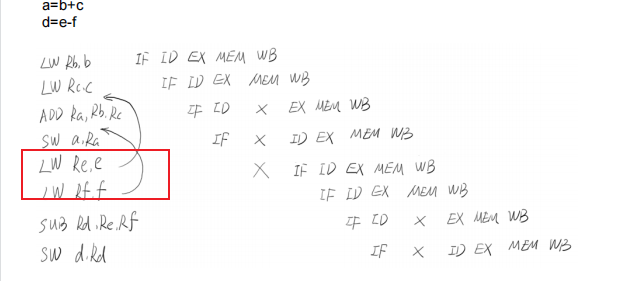 a=b+c
d=e-f
LW Rb.b IF ID EX MEM WB
LW Rc.c IF ID EX MEM WB
ADD Ra,Rb.Rc IF ID X EX MEM WB
SW a.Ra IF X ID EX MEM WB
LW Re.e X IF ID EX MEM WB
LW Rf.f IF ID EX MEM WB
SUB Rd.Re.Rf IF ID X EX MEM WB
SW d.Rd IF X ID EX MEM WB